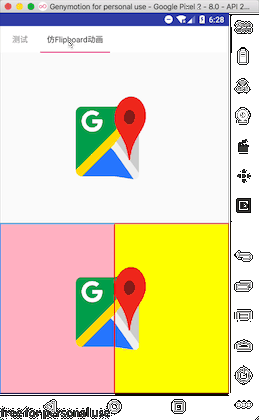 Genymotion for personal use - Google Pixel 2 - 8.0 - API 2...
6:28
测试 仿Flipboard动画
G
G
free for personal use